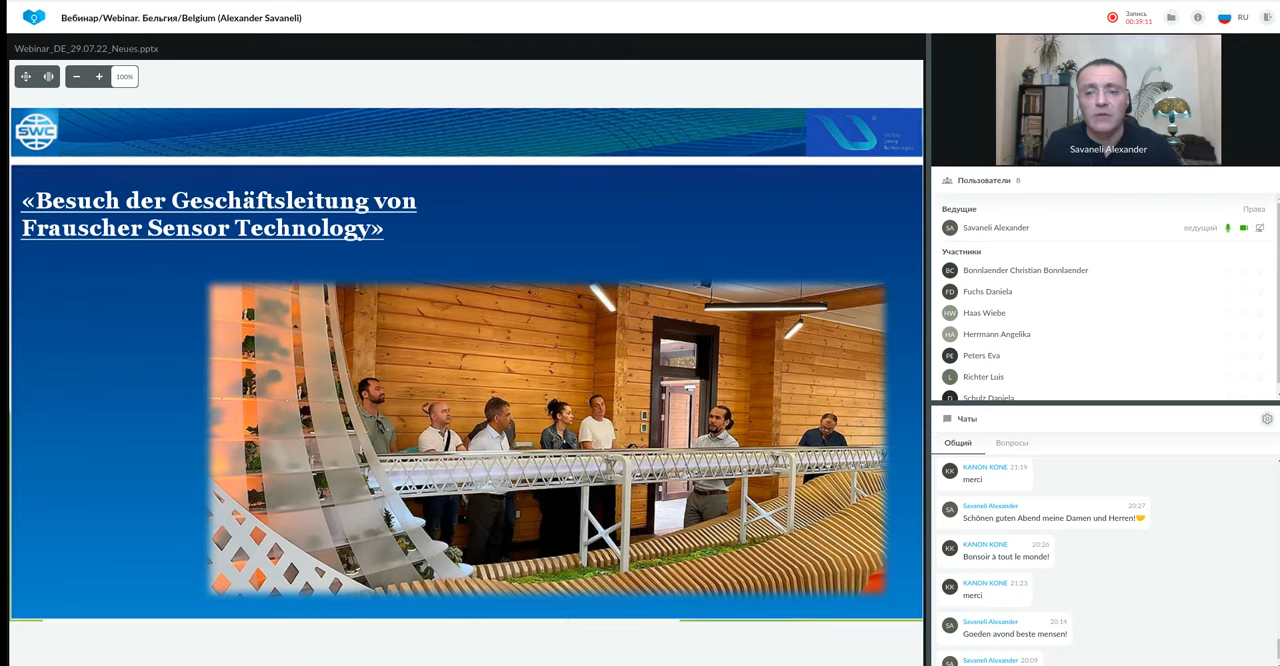 Вебинар/Webinar. Бельгия/Belgium (Alexander Savaneli)
Запись
00:39:11
RU
Webinar_DE_29.07.22_Neues.pptx
100%
SWC
«Besuch der Geschäftsleitung von
Frauscher Sensor Technology»
Savaneli Alexander
Пользователи 8
Ведущие Права
SA Savaneli Alexander ведущий
Участники
BC Bonnlaender Christian Bonnlaender
FD Fuchs Daniela
HW Haas Wiebe
HA Herrmann Angelika
PE Peters Eva
L Richter Luis
D Schulz Daniela
Чаты
Общий Вопросы
KK KANON KONE 21:19
merci
SA Savaneli Alexander 20:27
Schönen guten Abend meine Damen und Herren!
KK KANON KONE 20:26
Bonsoir à tout le monde!
KK KANON KONE 21:23
merci
SA Savaneli Alexander 20:14
Goeden avond beste mensen!
SA Savaneli Alexander 20:09